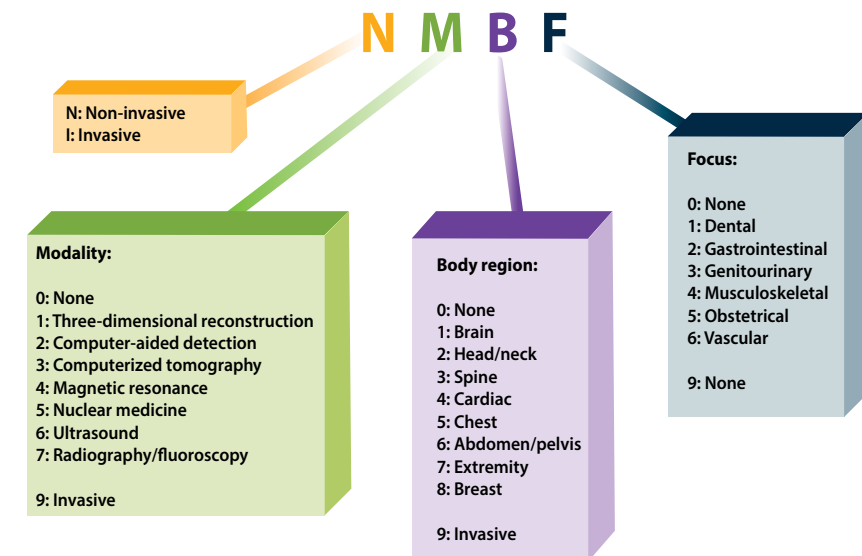 N M B F
N: Non-invasive
I: Invasive
Modality:
0: None
1: Three-dimensional reconstruction
2: Computer-aided detection
3: Computerized tomography
4: Magnetic resonance
5: Nuclear medicine
6: Ultrasound
7: Radiography/fluoroscopy
9: Invasive
Body region:
0: None
1: Brain
2: Head/neck
3: Spine
4: Cardiac
5: Chest
6: Abdomen/pelvis
7: Extremity
8: Breast
9: Invasive
Focus:
0: None
1: Dental
2: Gastrointestinal
3: Genitourinary
4: Musculoskeletal
5: Obstetrical
6: Vascular
9: None